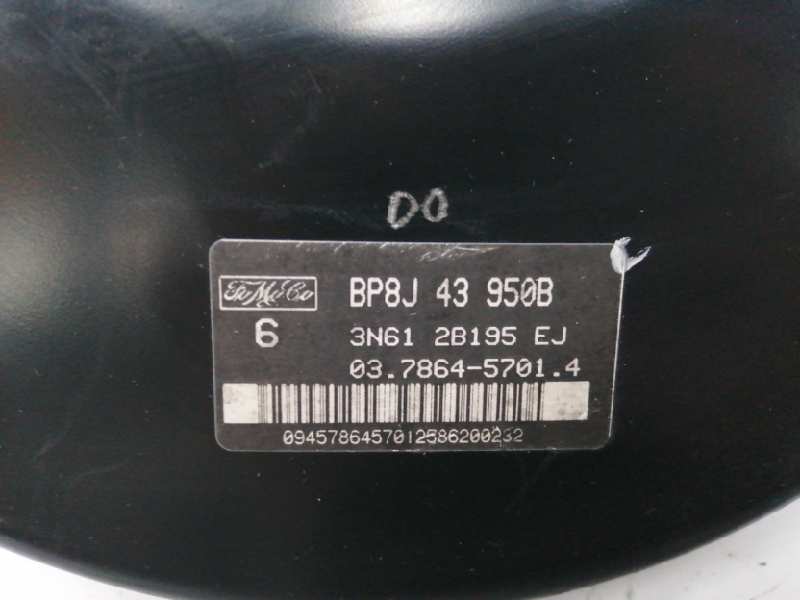 DO
FoMoCo
BP8J 43 950B
6
3N61 2B195 EJ
03.7864-5701.4
0945786457012586200232